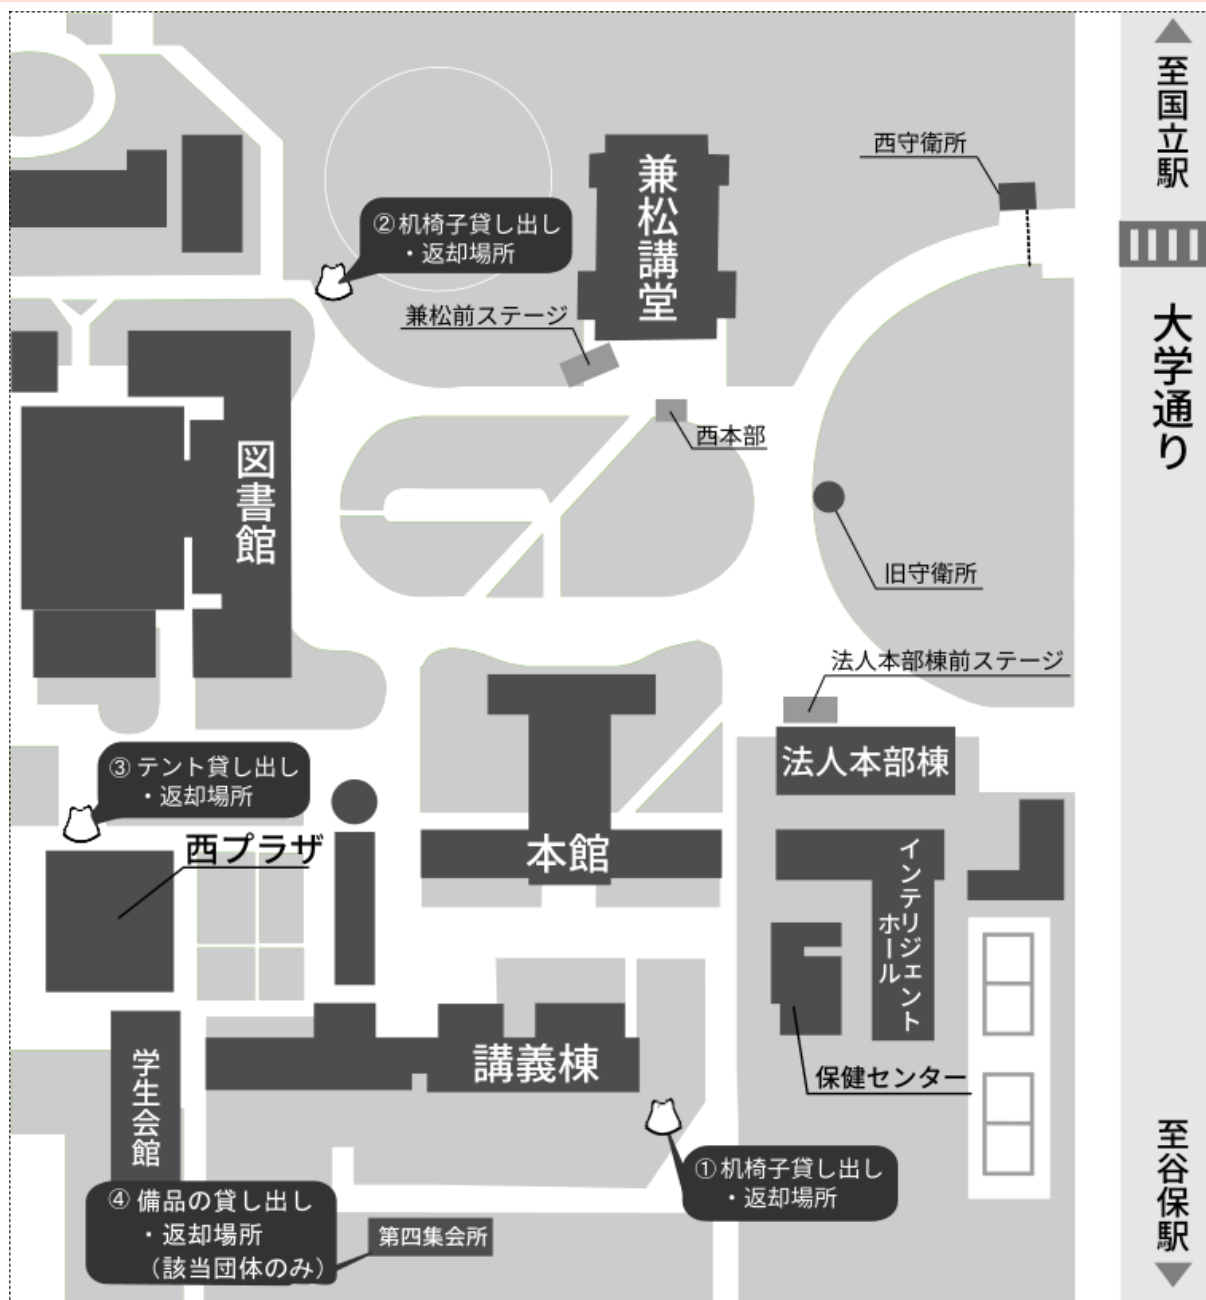 至国立駅
西守衛所
兼松講堂
②机椅子貸し出し
・返却場所
兼松前ステージ
大学通り
西本部
図書館
旧守衛所
法人本部棟前ステージ
法人本部棟
③テント貸し出し
・返却場所
西プラザ
本館
インテリジェント
ホール
講義棟
学生会館
保健センター
至谷保駅
①机椅子貸し出し
・返却場所
④備品の貸し出し
・返却場所
（該当団体のみ）
第四集会所